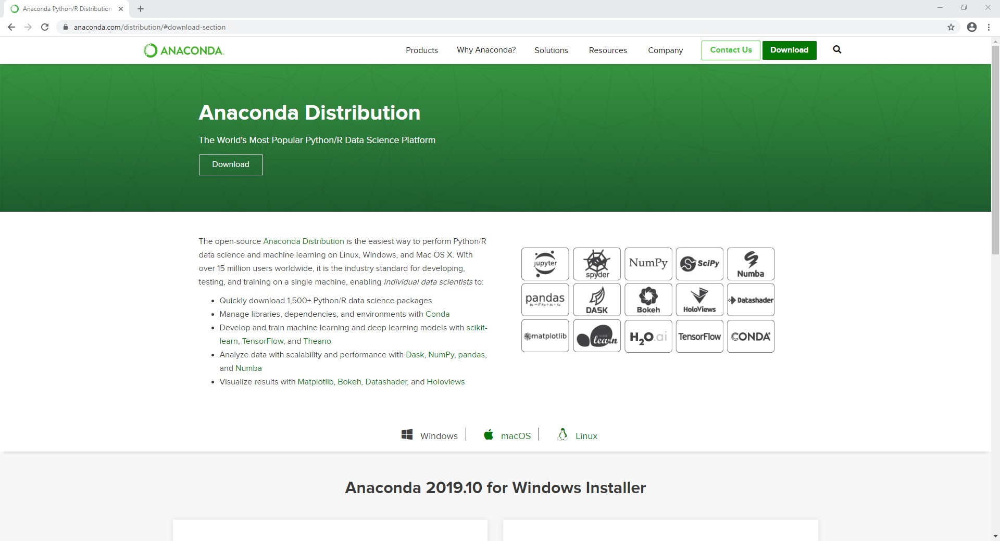 Anaconda Python/R Distribution
anaconda.com/distribution/#download-section
ANACONDA.
Products
Why Anaconda?
Solutions
Resources
Company
Contact Us
Download
Anaconda Distribution
The World's Most Popular Python/R Data Science Platform
Download
The open-source Anaconda Distribution is the easiest way to perform Python/R
data science and machine learning on Linux, Windows, and Mac OS X. With
over 15 million users worldwide, it is the industry standard for developing,
testing, and training on a single machine, enabling individual data scientists to:
• Quickly download 1,500+ Python/R data science packages
• Manage libraries, dependencies, and environments with Conda
• Develop and train machine learning and deep learning models with scikit-
learn, TensorFlow, and Theano
• Analyze data with scalability and performance with Dask, NumPy, pandas,
and Numba
• Visualize results with Matplotlib, Bokeh, Datashader, and Holoviews
jupyter
spyder
NumPy
SciPy
Numba
pandas
DASK
Bokeh
HoloViews
Datashader
matplotlib
learn
H2O.ai
TensorFlow
CONDA
Windows
macOS
Linux
Anaconda 2019.10 for Windows Installer